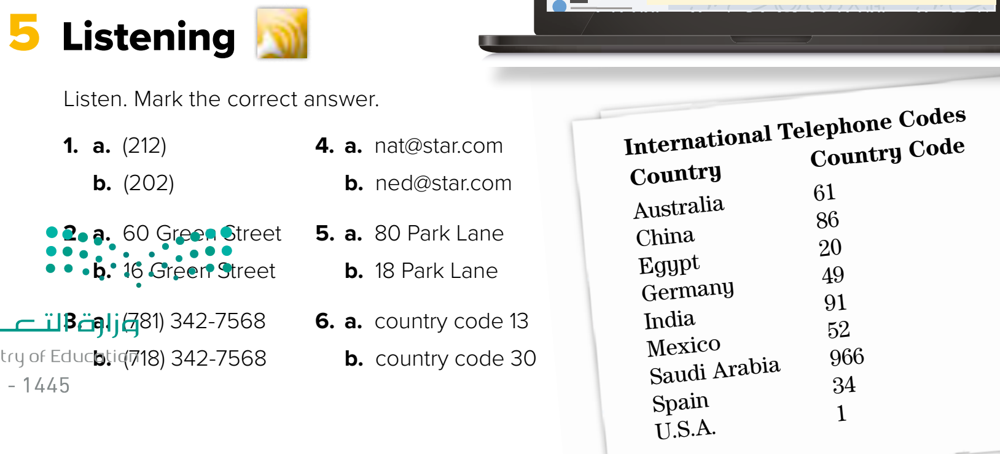 5 Listening
Listen. Mark the correct answer.
1. a. (212)
b. (202)
2. a. 60 Green Street
b. 16 Green Street
3. a. (781) 342-7568
b. (718) 342-7568
4. a. nat@star.com
b. ned@star.com
5. a. 80 Park Lane
b. 18 Park Lane
6. a. country code 13
b. country code 30
International Telephone Codes
Country Country Code
Australia 61
China 86
Egypt 20
Germany 49
India 91
Mexico 52
Saudi Arabia 966
Spain 34
U.S.A. 1
وزارة التعـ
try of Education
- 1445